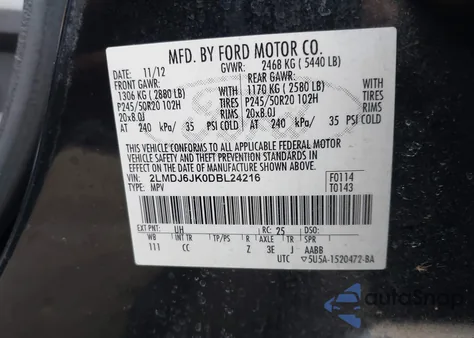 MFD. BY FORD MOTOR CO.
DATE: 11/12 GVWR: 2468 KG ( 5440 LB)
FRONT GAWR: REAR GAWR:
1306 KG ( 2880 LB) 1170 KG ( 2580 LB)
P245/50R20 102H TIRES P245/50R20 102H TIRES
20x8.0J RIMS 20x8.0J RIMS
AT 240 kPa/ 35 PSI COLD AT 240 kPa/ 35 PSI COLD
THIS VEHICLE CONFORMS TO ALL APPLICABLE FEDERAL MOTOR
VEHICLE SAFETY AND BUMPER AND THEFT PREVENTION STANDARDS IN
EFFECT ON THE DATE OF MANUFACTURE SHOWN ABOVE.
VIN: 2LMDJ6JK0DBL24216 F0114
TYPE: MPV T0143
EXT PNT: UH RC: 25 DSO:
WB INT TR TP/PS R AXLE TR SPR
111 CC Z 3E J AABB
UTC 5U5A-1520472-BA
AutoSnap